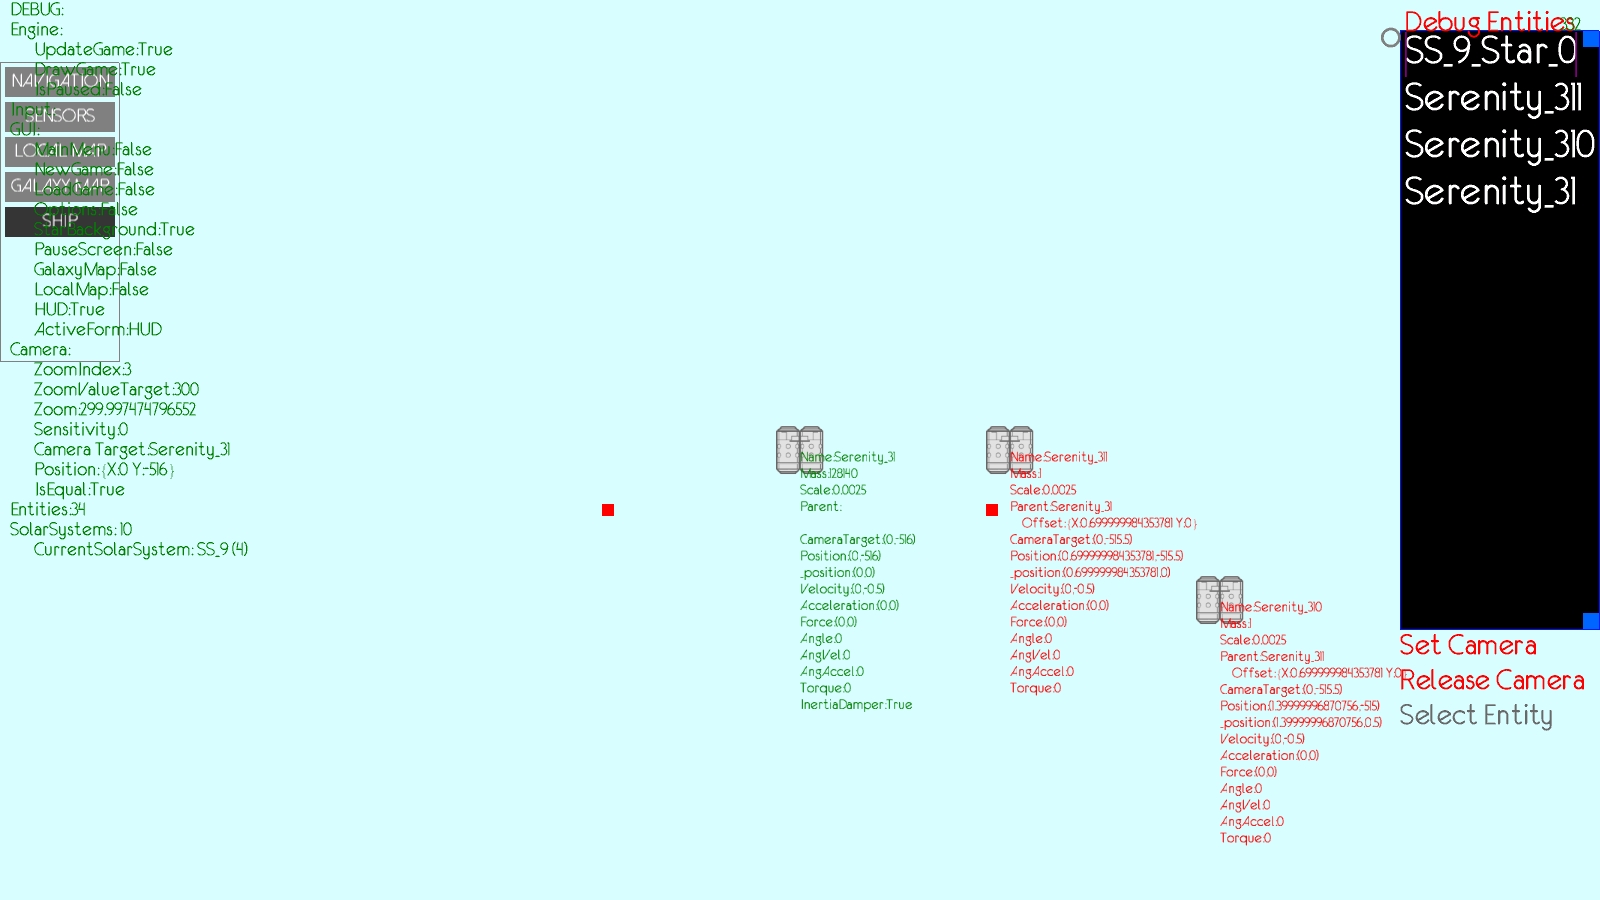 DEBUG:
Engine:
UpdateGame:True
DrawGame:True
IsPaused:False
Input
GUI:
MainMenu:False
NewGame:False
LoadGame:False
Options:False
StarBackground:True
PauseScreen:False
GalaxyMap:False
LocalMap:False
HUD:True
ActiveForm:HUD
Camera:
ZoomIndex:3
ZoomValueTarget:300
Zoom:299.997474796552
Sensitivity:0
Camera Target:Serenity_31
Position:{X:0 Y:-516}
IsEqual:True
Entities:34
SolarSystems:10
CurrentSolarSystem: SS_9 (4)
NAVIGATION
SENSORS
LOCAL MAP
GALAXY MAP
SHIP
Name:Serenity_31
Mass:128140
Scale:0.0025
Parent:
CameraTarget:(0,-516)
Position:(0,-516)
_position:(0,0)
Velocity:(0,-0.5)
Acceleration:(0,0)
Force:(0,0)
Angle:0
AngVel:0
AngAccel:0
Torque:0
InertiaDamper:True
Name:Serenity_311
Mass:1
Scale:0.0025
Parent:Serenity_31
Offset:{X:0.699999984353781 Y:0}
CameraTarget:(0,-515.5)
Position:(0.699999984353781,-515.5)
_position:(0.699999984353781,0)
Velocity:(0,-0.5)
Acceleration:(0,0)
Force:(0,0)
Angle:0
AngVel:0
AngAccel:0
Torque:0
Name:Serenity_310
Mass:1
Scale:0.0025
Parent:Serenity_311
Offset:{X:0.699999984353781 Y:0}
CameraTarget:(0,-515.5)
Position:(1.39999996870756,-515)
_position:(1.39999996870756,0.5)
Velocity:(0,-0.5)
Acceleration:(0,0)
Force:(0,0)
Angle:0
AngVel:0
AngAccel:0
Torque:0
Debug Entities
SS_9_Star_0
Serenity_311
Serenity_310
Serenity_31
Set Camera
Release Camera
Select Entity